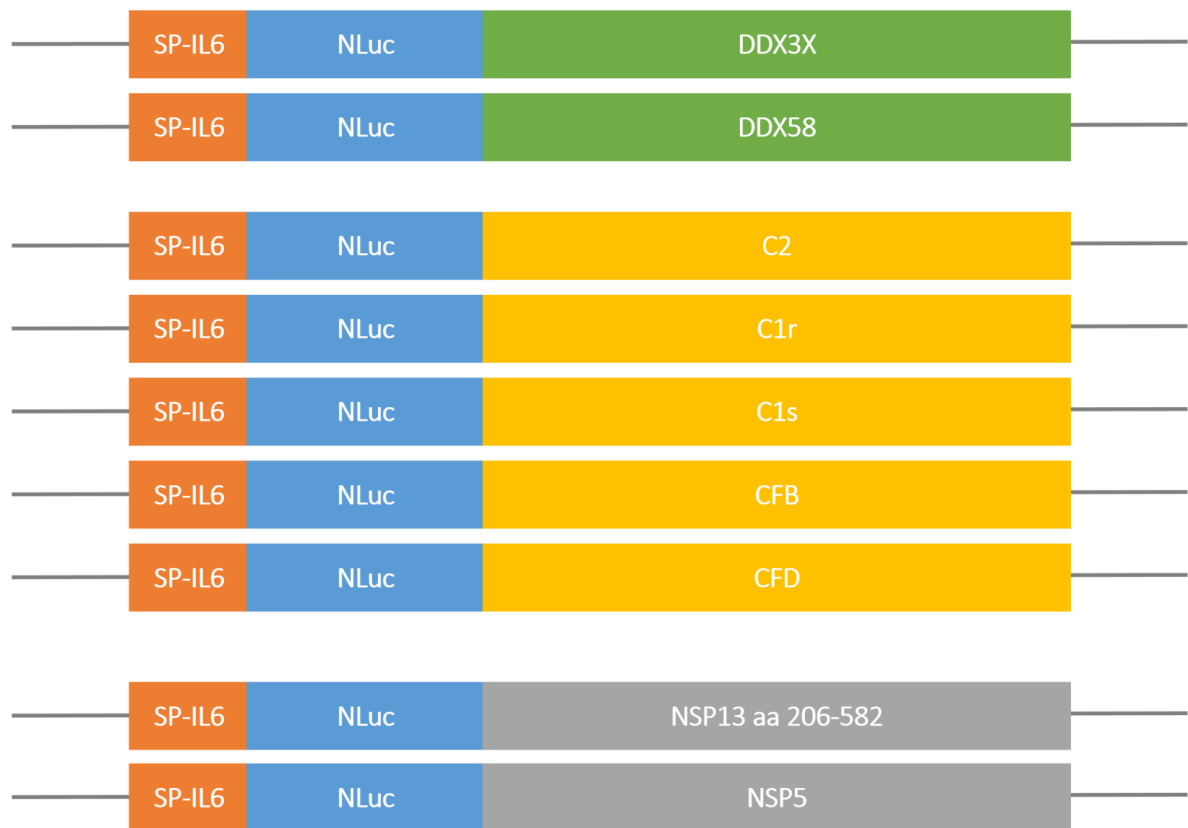 SP-IL6 NLuc DDX3X
SP-IL6 NLuc DDX58
SP-IL6 NLuc C2
SP-IL6 NLuc C1r
SP-IL6 NLuc C1s
SP-IL6 NLuc CFB
SP-IL6 NLuc CFD
SP-IL6 NLuc NSP13 aa 206-582
SP-IL6 NLuc NSP5